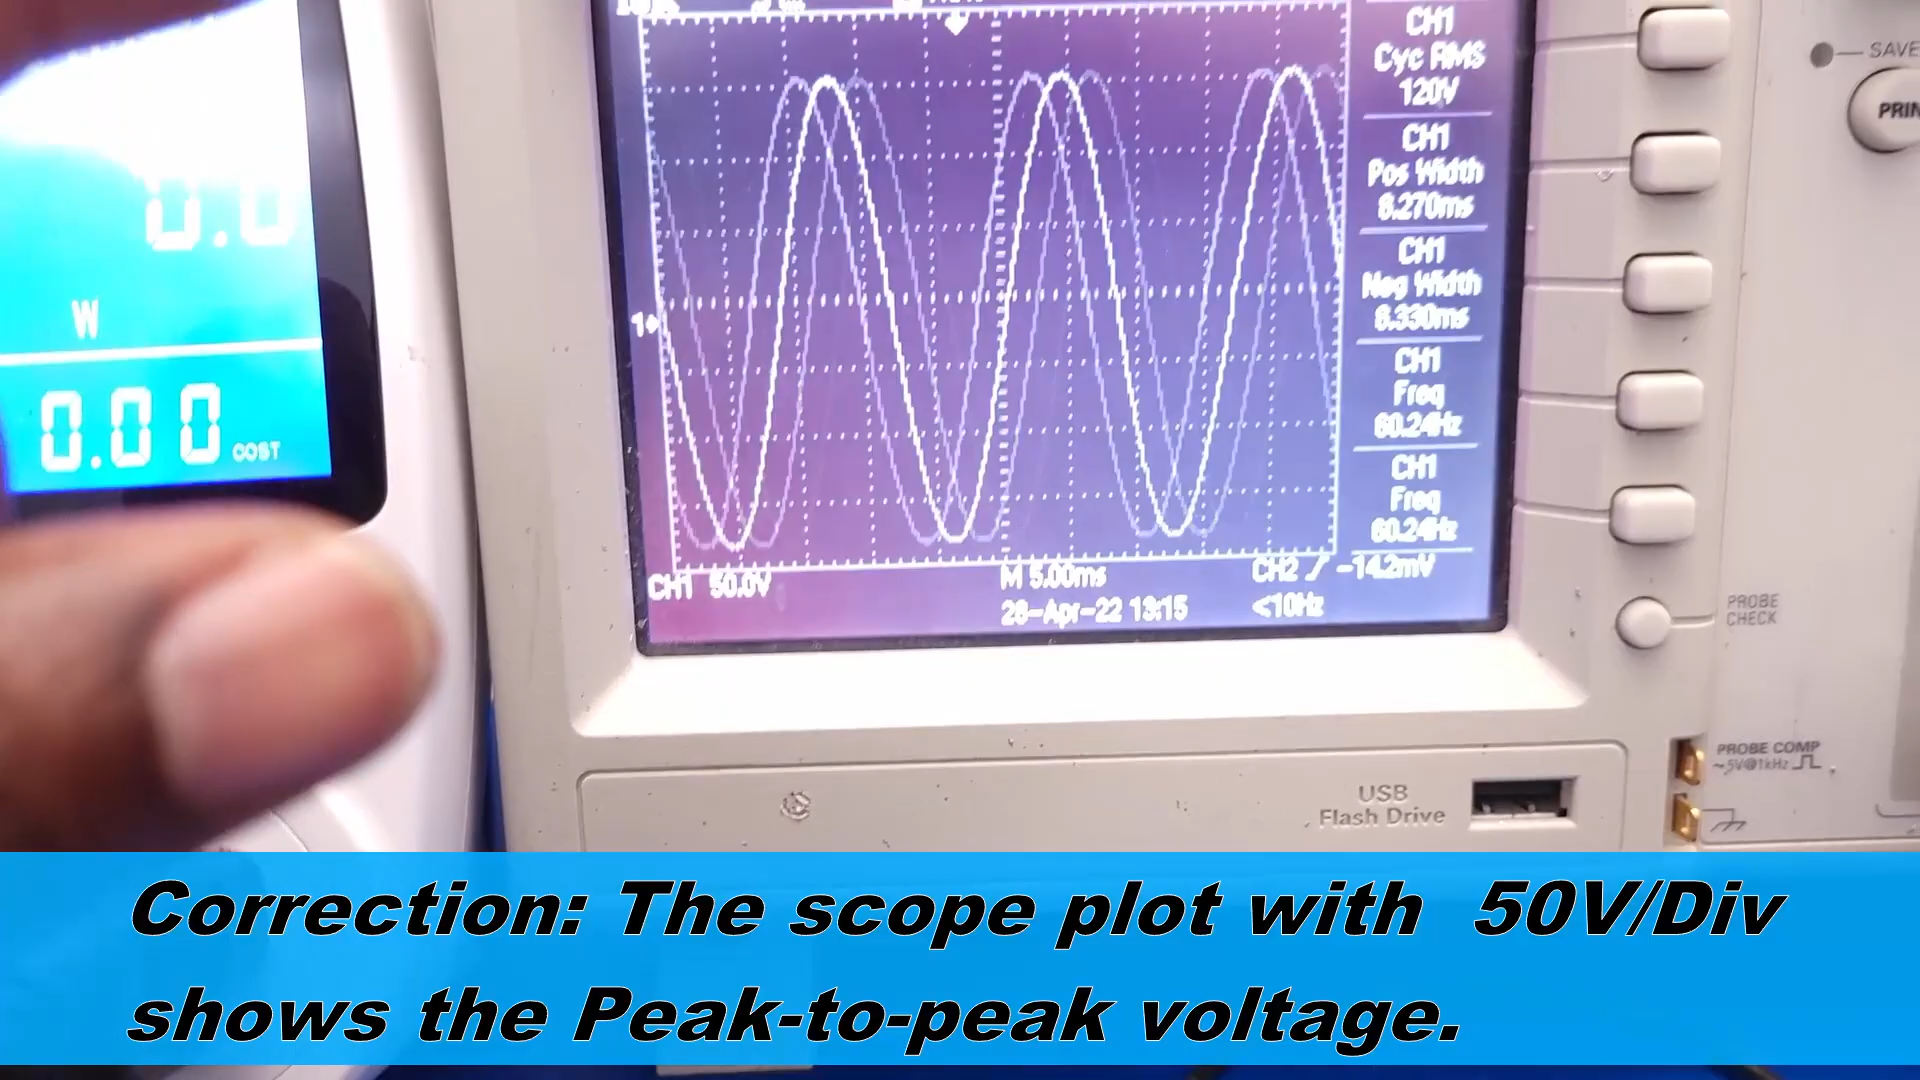 CH1
Cyc RMS
120V
CH1
Pos Width
8.270ms
CH1
Neg Width
8.330ms
CH1
Freq
60.24Hz
CH1
Freq
60.24Hz
CH1 50.0V
M 5.00ms
CH2 -14.2mV
28-Apr-22 13:15
<10Hz
1
0.0
W
0.00 COST
SAVE
PRIN
PROBE
CHECK
PROBE COMP
~5V@1kHz
USB
Flash Drive
Correction: The scope plot with 50V/Div
shows the Peak-to-peak voltage.